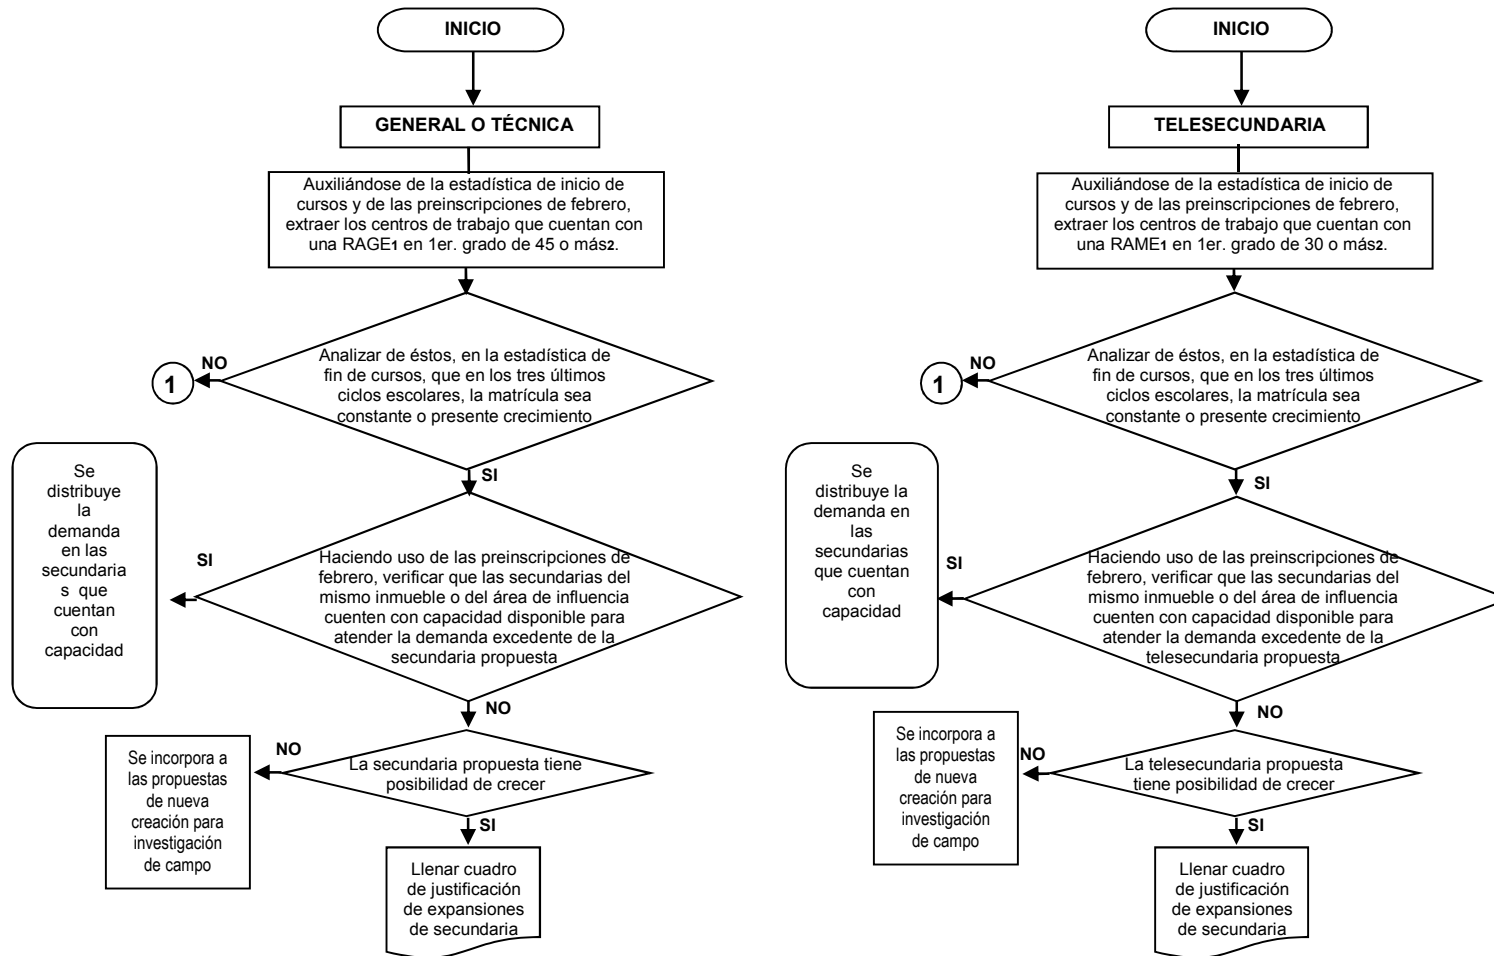 INICIO
GENERAL O TÉCNICA
Auxiliándose de la estadística de inicio de
cursos y de las preinscripciones de febrero,
extraer los centros de trabajo que cuentan con
una RAGE1 en 1er. grado de 45 o más2.
Analizar de éstos, en la estadística de
fin de cursos, que en los tres últimos
ciclos escolares, la matrícula sea
constante o presente crecimiento
NO
1
SI
Haciendo uso de las preinscripciones de
febrero, verificar que las secundarias del
mismo inmueble o del área de influencia
cuenten con capacidad disponible para
atender la demanda excedente de la
secundaria propuesta
SI
Se
distribuye
la
demanda
en las
secundaria
s que
cuentan
con
capacidad
NO
La secundaria propuesta tiene
posibilidad de crecer
NO
Se incorpora a
las propuestas
de nueva
creación para
investigación
de campo
SI
Llenar cuadro
de justificación
de expansiones
de secundaria
INICIO
TELESECUNDARIA
Auxiliándose de la estadística de inicio de
cursos y de las preinscripciones de febrero,
extraer los centros de trabajo que cuentan con
una RAME1 en 1er. grado de 30 o más2.
Analizar de éstos, en la estadística de
fin de cursos, que en los tres últimos
ciclos escolares, la matrícula sea
constante o presente crecimiento
NO
1
SI
Haciendo uso de las preinscripciones de
febrero, verificar que las secundarias del
mismo inmueble o del área de influencia
cuenten con capacidad disponible para
atender la demanda excedente de la
telesecundaria propuesta
SI
Se
distribuye la
demanda en
las
secundarias
que cuentan
con
capacidad
NO
La telesecundaria propuesta
tiene posibilidad de crecer
NO
Se incorpora a
las propuestas
de nueva
creación para
investigación
de campo
SI
Llenar cuadro
de justificación
de expansiones
de secundaria